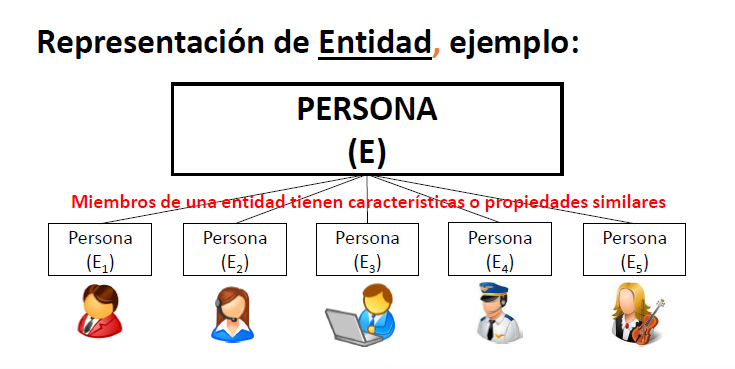 Representación de Entidad, ejemplo:
PERSONA
(E)
Miembros de una entidad tienen características o propiedades similares
Persona Persona Persona Persona Persona
(E₁) (E₂) (E₃) (E₄) (E₅)